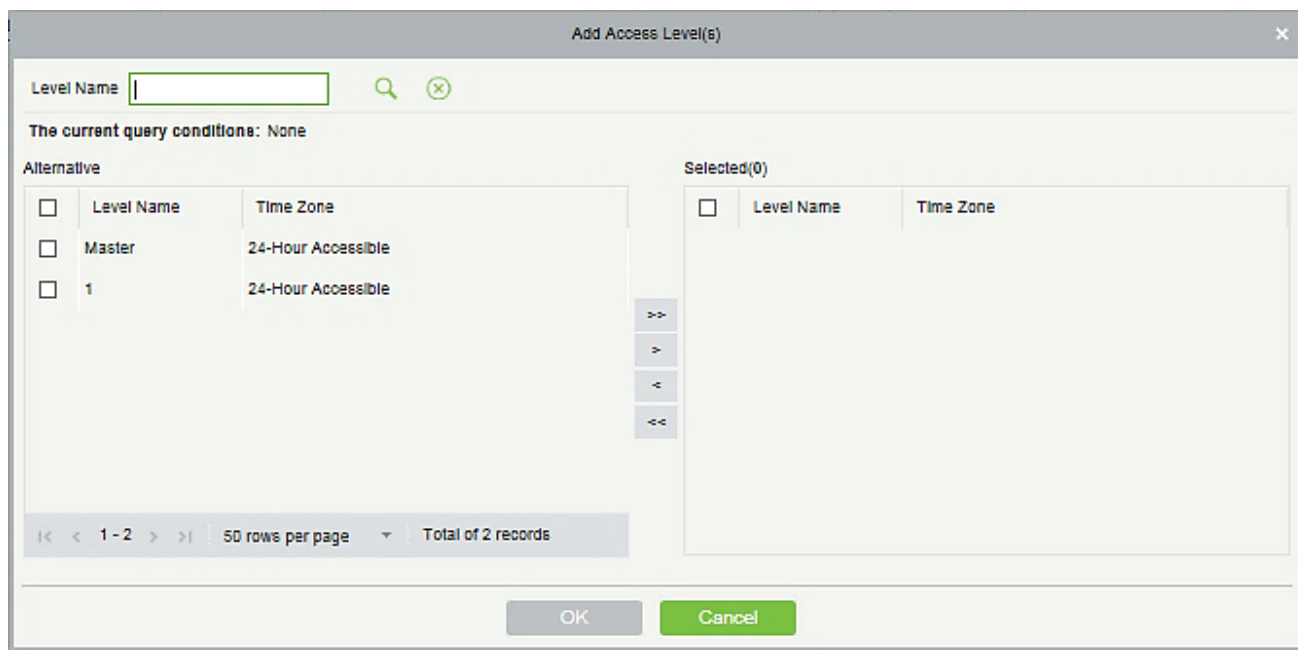 Add Access Level(s)
Level Name
The current query conditions: None
Alternative
Selected(0)
Level Name Time Zone
Level Name Time Zone
Master 24-Hour Accessible
1 24-Hour Accessible
>>
>
<
<<
|< < 1 - 2 > >| 50 rows per page Total of 2 records
OK Cancel